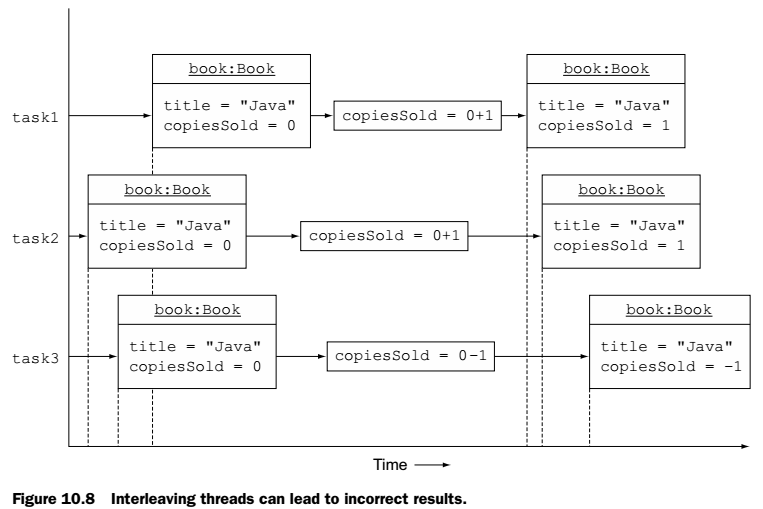 task1
book:Book
title = "Java"
copiesSold = 0
copiesSold = 0+1
book:Book
title = "Java"
copiesSold = 1
task2
book:Book
title = "Java"
copiesSold = 0
copiesSold = 0+1
book:Book
title = "Java"
copiesSold = 1
task3
book:Book
title = "Java"
copiesSold = 0
copiesSold = 0-1
book:Book
title = "Java"
copiesSold = -1
Time
Figure 10.8 Interleaving threads can lead to incorrect results.